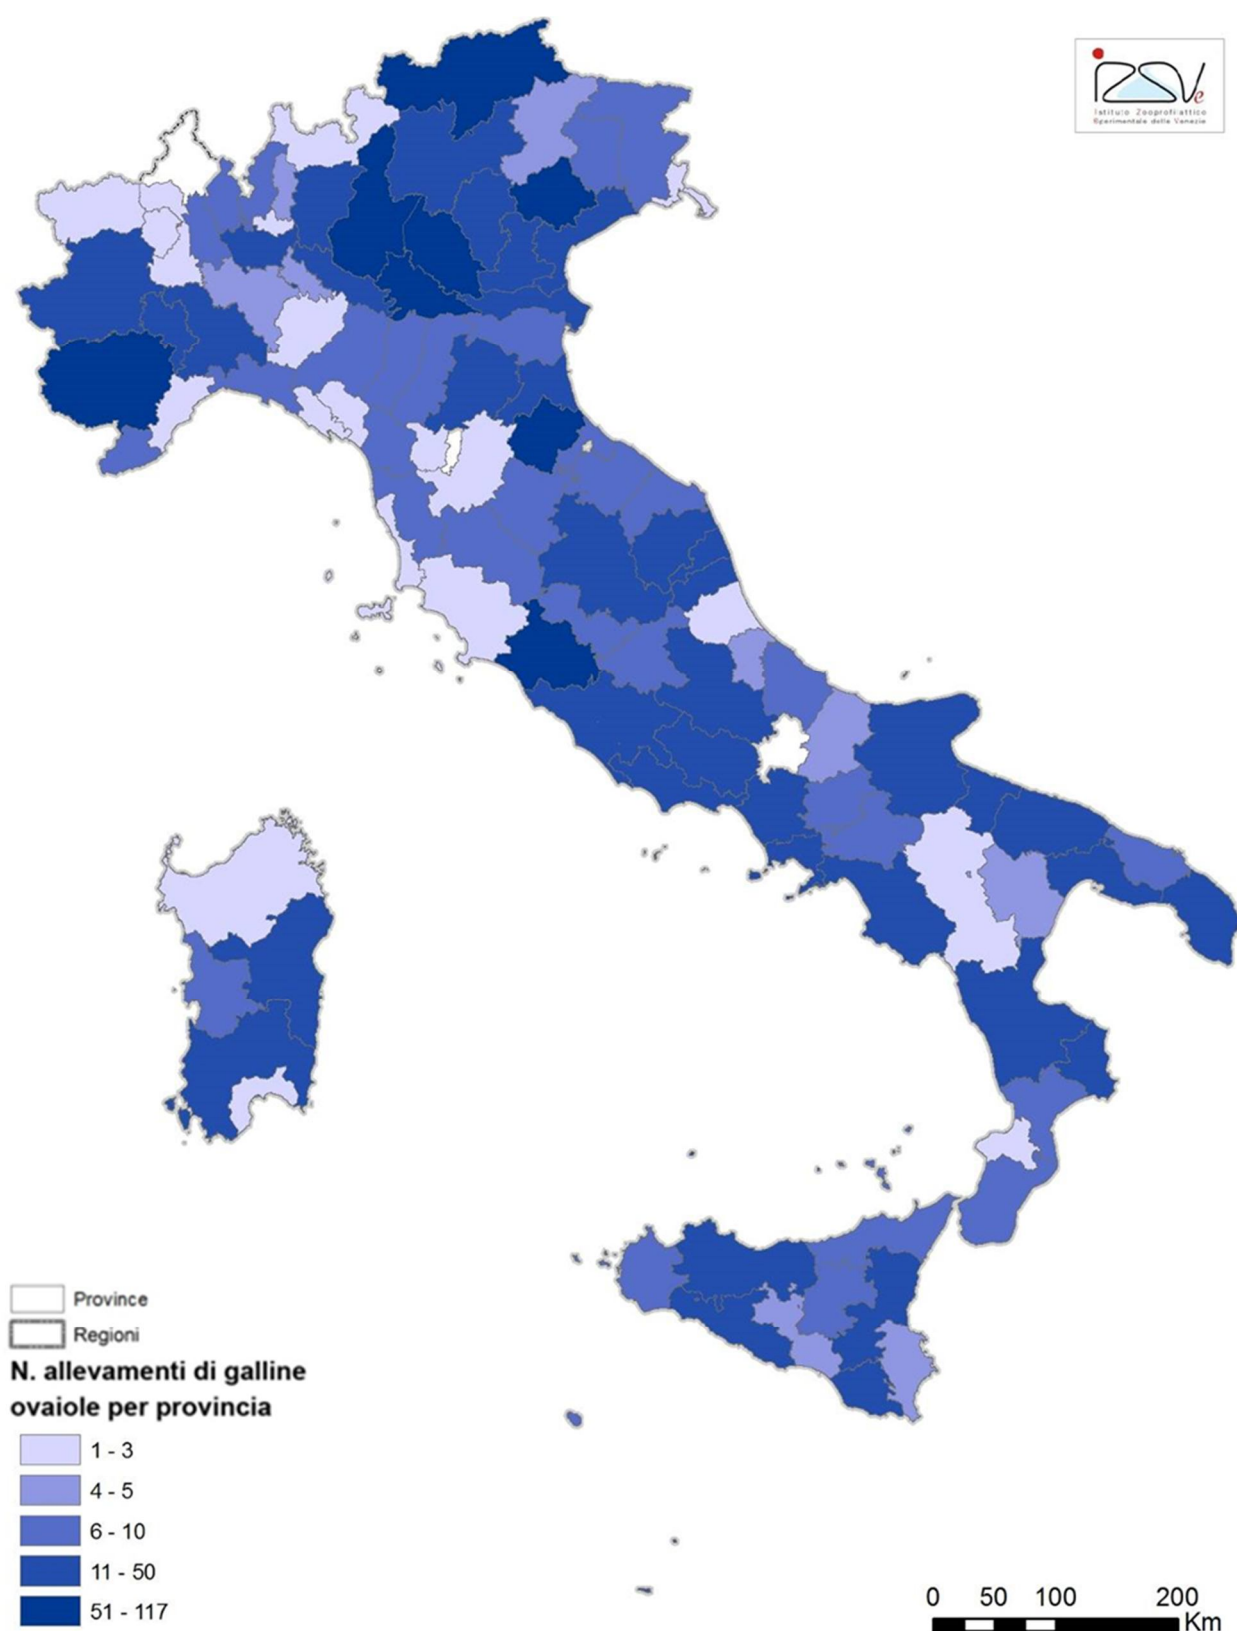 IZSVe
Istituto Zooprofilattico
Sperimentale delle Venezie
Province
Regioni
N. allevamenti di galline
ovaiole per provincia
1 - 3
4 - 5
6 - 10
11 - 50
51 - 117
0 50 100 200
Km